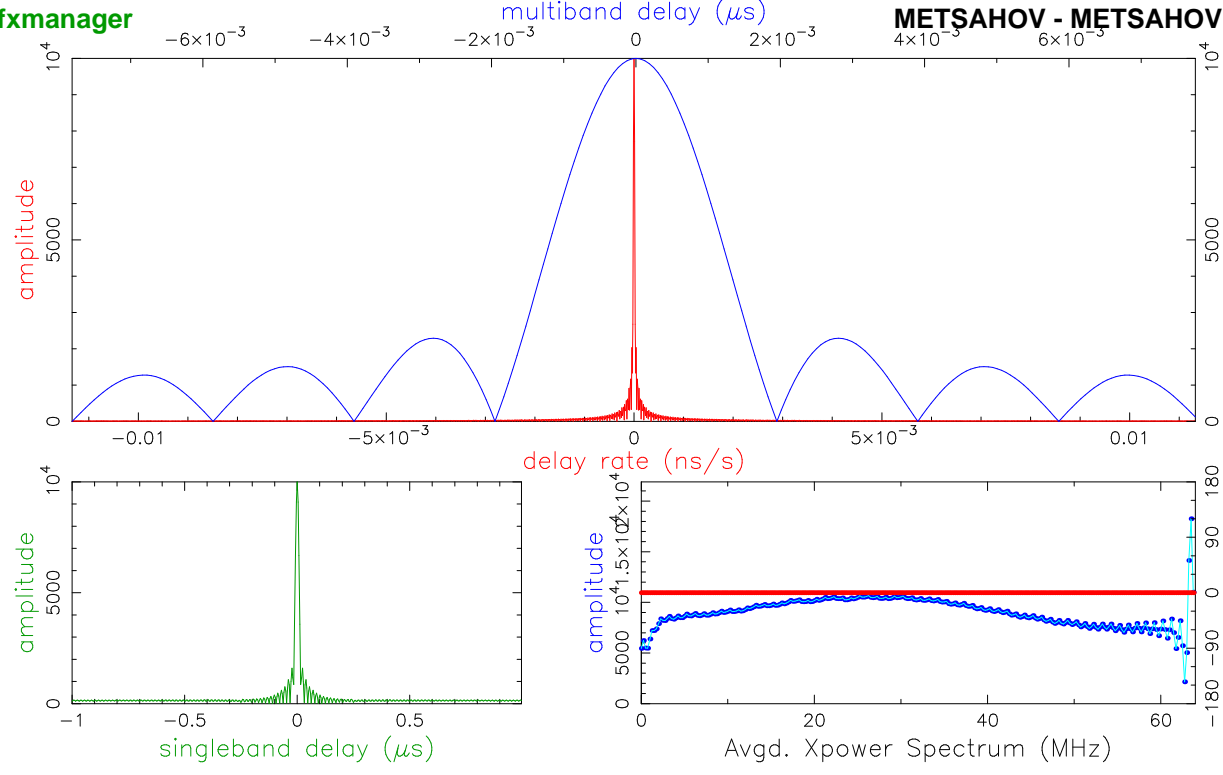 fxmanager
multiband delay (μs)
METSAHOV - METSAHOV
−6×10⁻³ −4×10⁻³ −2×10⁻³ 0 2×10⁻³ 4×10⁻³ 6×10⁻³
amplitude
0 5000 10⁴
0 5000 10⁴
−0.01 −5×10⁻³ 0 5×10⁻³ 0.01
delay rate (ns/s)
amplitude
0 5000 10⁴
−1 −0.5 0 0.5
singleband delay (μs)
amplitude
0 5000 10⁴ 1.5×10⁴ 2×10⁴
−180 −90 0 90 180
0 20 40 60
Avgd. Xpower Spectrum (MHz)